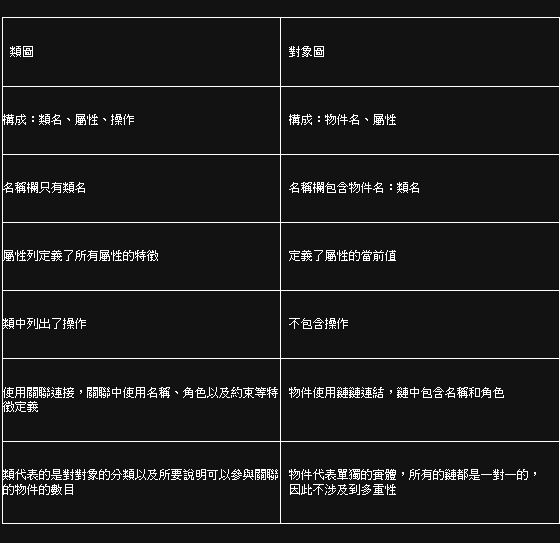 類圖
對象圖
構成：類名、屬性、操作
構成：物件名、屬性
名稱欄只有類名
名稱欄包含物件名：類名
屬性列定義了所有屬性的特徵
定義了屬性的當前值
類中列出了操作
不包含操作
使用關聯連接，關聯中使用名稱、角色以及約束等特
徵定義
物件使用鏈鏈連結，鏈中包含名稱和角色
類代表的是對對象的分類以及所要說明可以參與關聯
的物件的數目
物件代表單獨的實體，所有的鏈都是一對一的，
因此不涉及到多重性